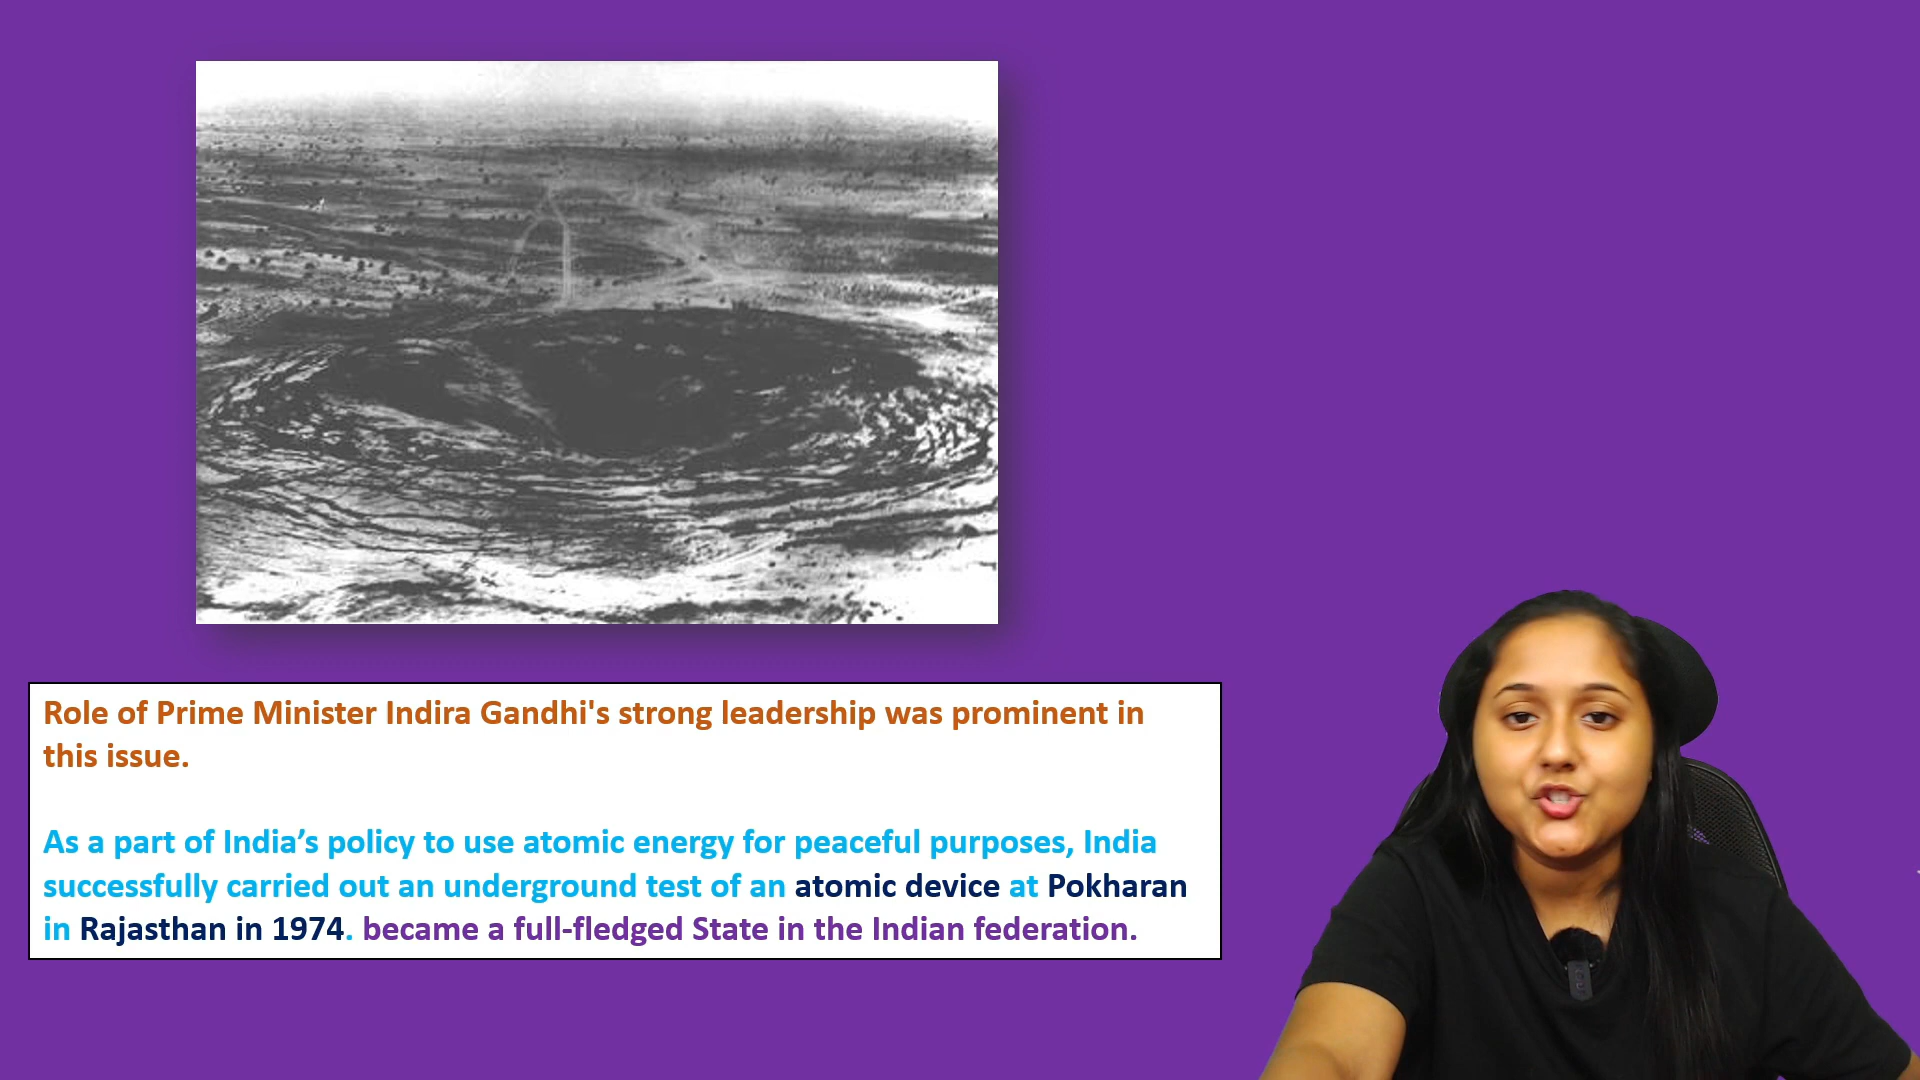 Role of Prime Minister Indira Gandhi's strong leadership was prominent in
this issue.
As a part of India’s policy to use atomic energy for peaceful purposes, India
successfully carried out an underground test of an atomic device at Pokharan
in Rajasthan in 1974. became a full-fledged State in the Indian federation.